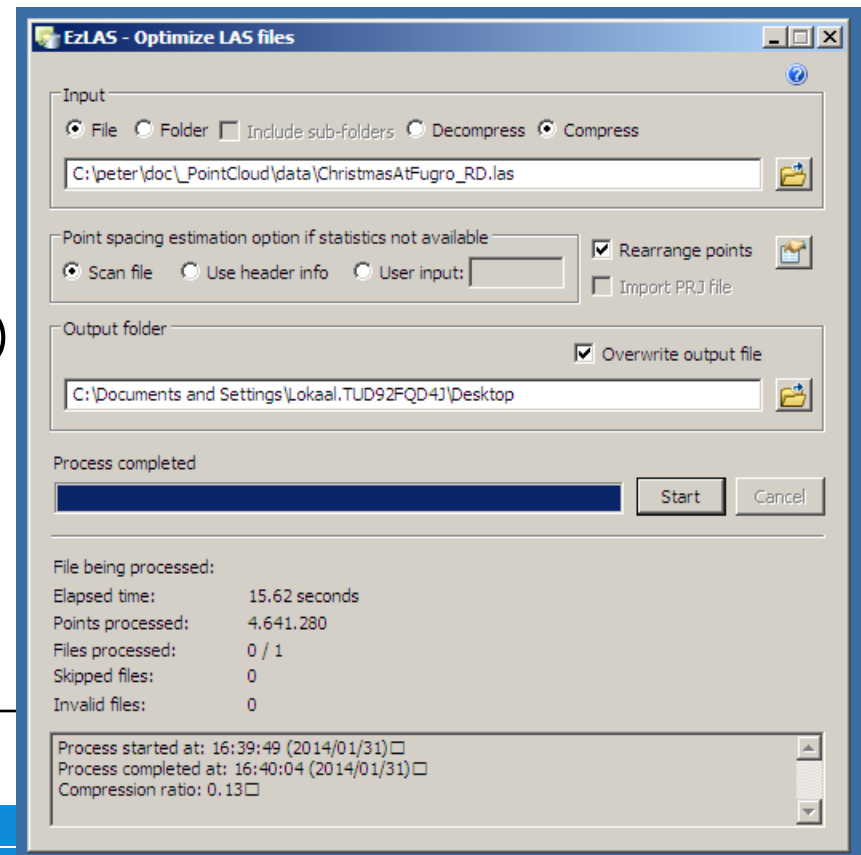 EzLAS - Optimize LAS files
Input
File Folder Include sub-folders Decompress Compress
C:\peter\doc\_PointCloud\data\ChristmasAtFugro_RD.las
Point spacing estimation option if statistics not available
Rearrange points
Scan file Use header info User input:
Import PRJ file
)
Output folder
Overwrite output file
C:\Documents and Settings\Lokaal.TUD92FQD4J\Desktop
Process completed
Start Cancel
File being processed:
Elapsed time: 15.62 seconds
Points processed: 4.641.280
Files processed: 0 / 1
Skipped files: 0
Invalid files: 0
Process started at: 16:39:49 (2014/01/31)□
Process completed at: 16:40:04 (2014/01/31)□
Compression ratio: 0.13□